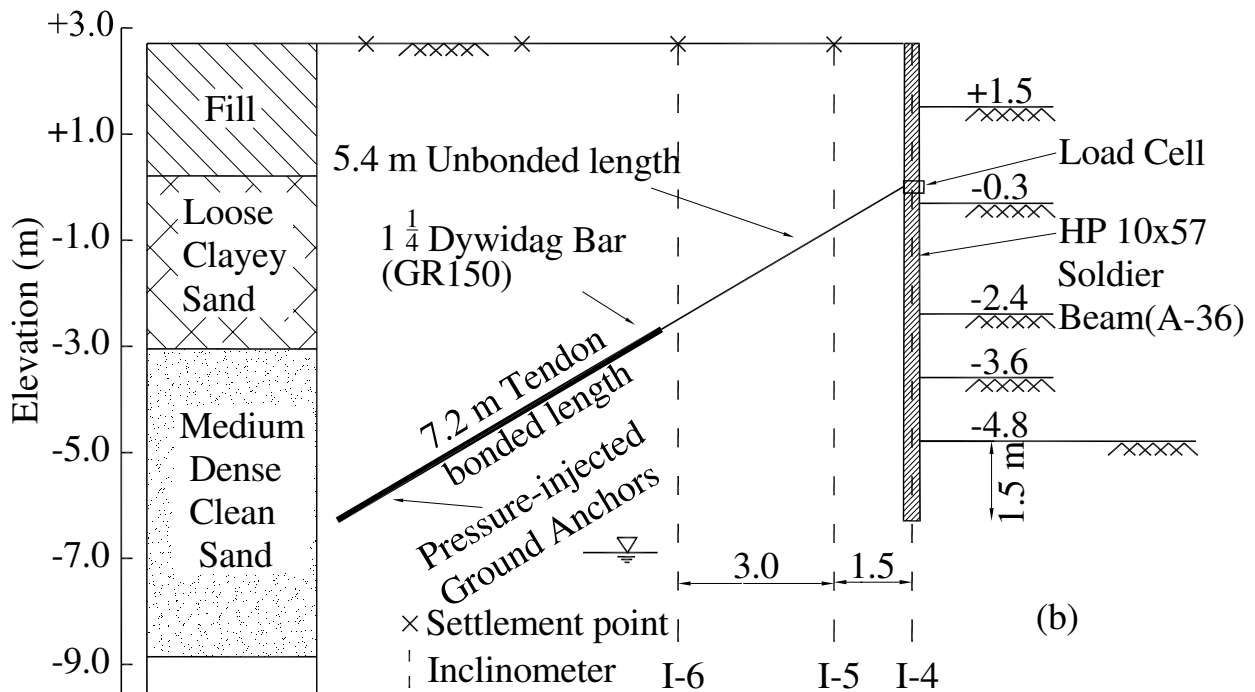 +3.0
+1.0
-1.0
-3.0
-5.0
-7.0
-9.0
Elevation (m)
Fill
Loose
Clayey
Sand
Medium
Dense
Clean
Sand
5.4 m Unbonded length
1 1/4 Dywidag Bar
(GR150)
7.2 m Tendon
bonded length
Pressure-injected
Ground Anchors
+1.5
Load Cell
-0.3
HP 10x57
Soldier
Beam(A-36)
-2.4
-3.6
-4.8
1.5 m
3.0
1.5
(b)
× Settlement point
Inclinometer
I-6
I-5
I-4